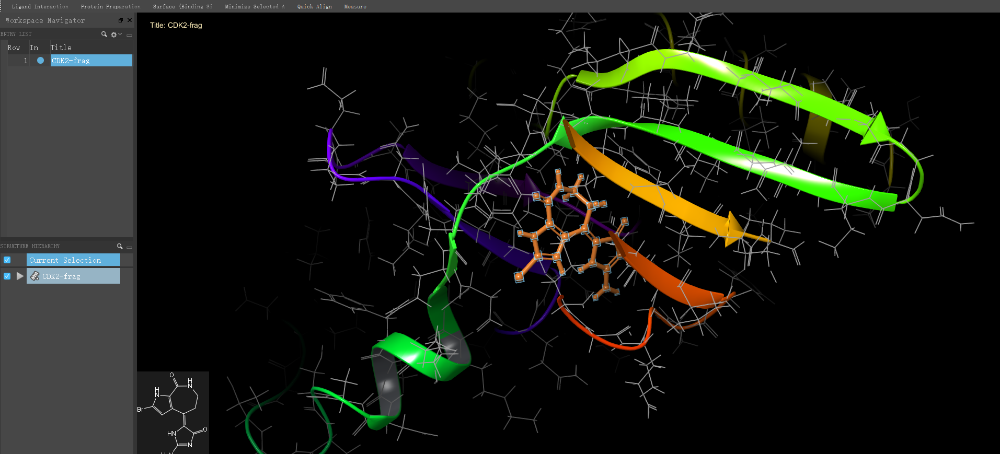 Ligand Interaction Protein Preparation Surface (Binding Si Minimize Selected A Quick Align Measure
Workspace Navigator
ENTRY LIST
Row In Title
1 CDK2-frag
STRUCTURE HIERARCHY
Current Selection
CDK2-frag
Title: CDK2-frag
O
H
N
H
N
Br
HN
O
N